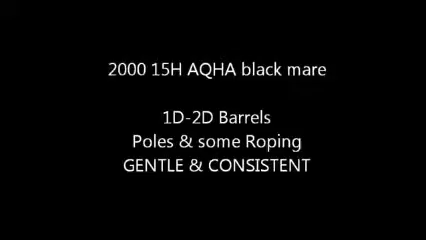 2000 15H AQHA black mare
1D-2D Barrels
Poles & some Roping
GENTLE & CONSISTENT